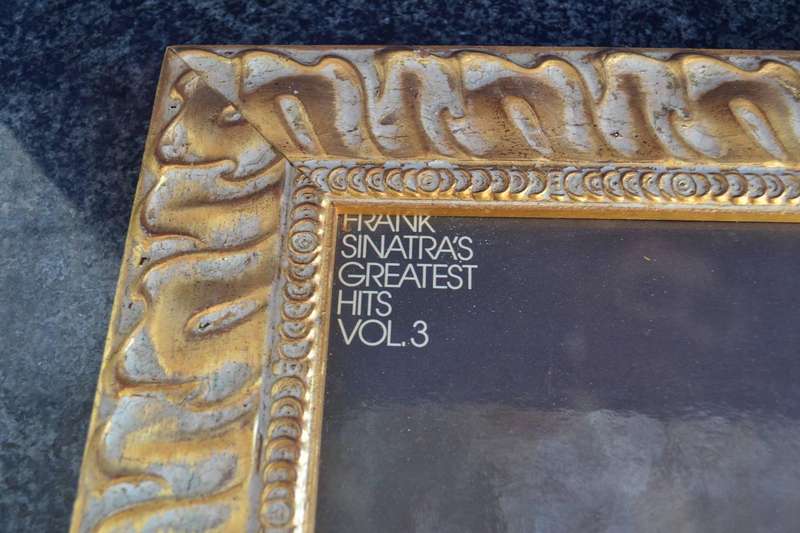 FRANK
SINATRA'S
GREATEST
HITS
VOL. 3